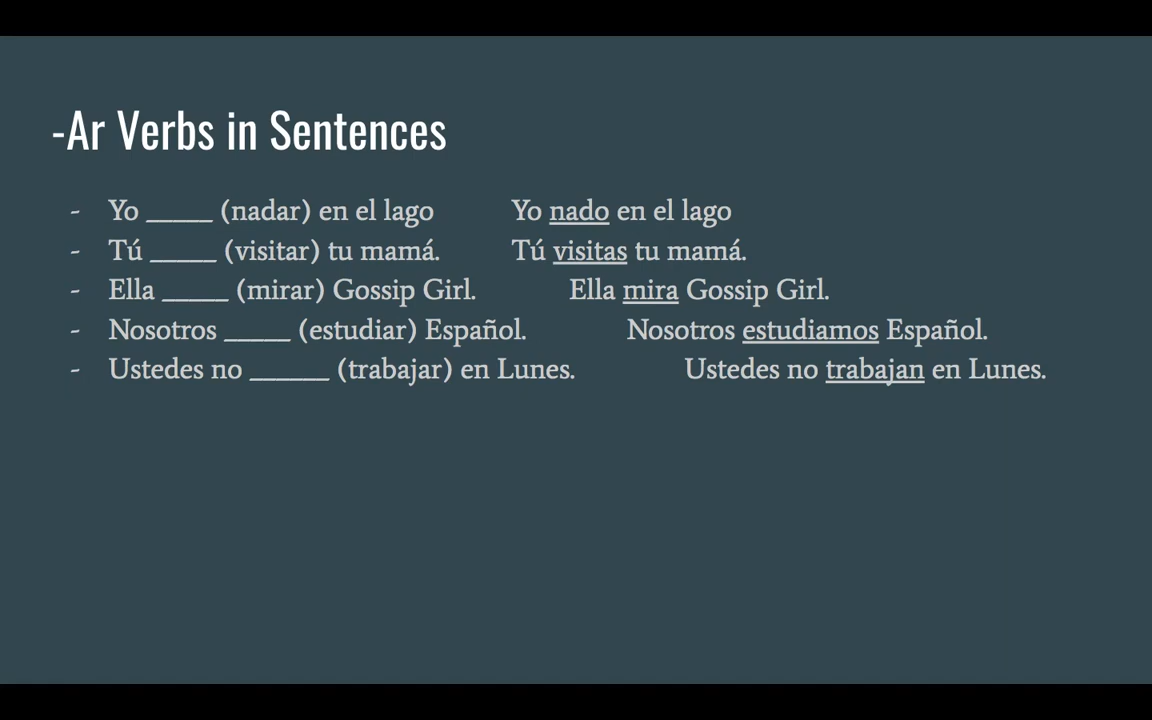 -Ar Verbs in Sentences
- Yo _____ (nadar) en el lago Yo nado en el lago
- Tú _____ (visitar) tu mamá. Tú visitas tu mamá.
- Ella _____ (mirar) Gossip Girl. Ella mira Gossip Girl.
- Nosotros _____ (estudiar) Español. Nosotros estudiamos Español.
- Ustedes no ______ (trabajar) en Lunes. Ustedes no trabajan en Lunes.